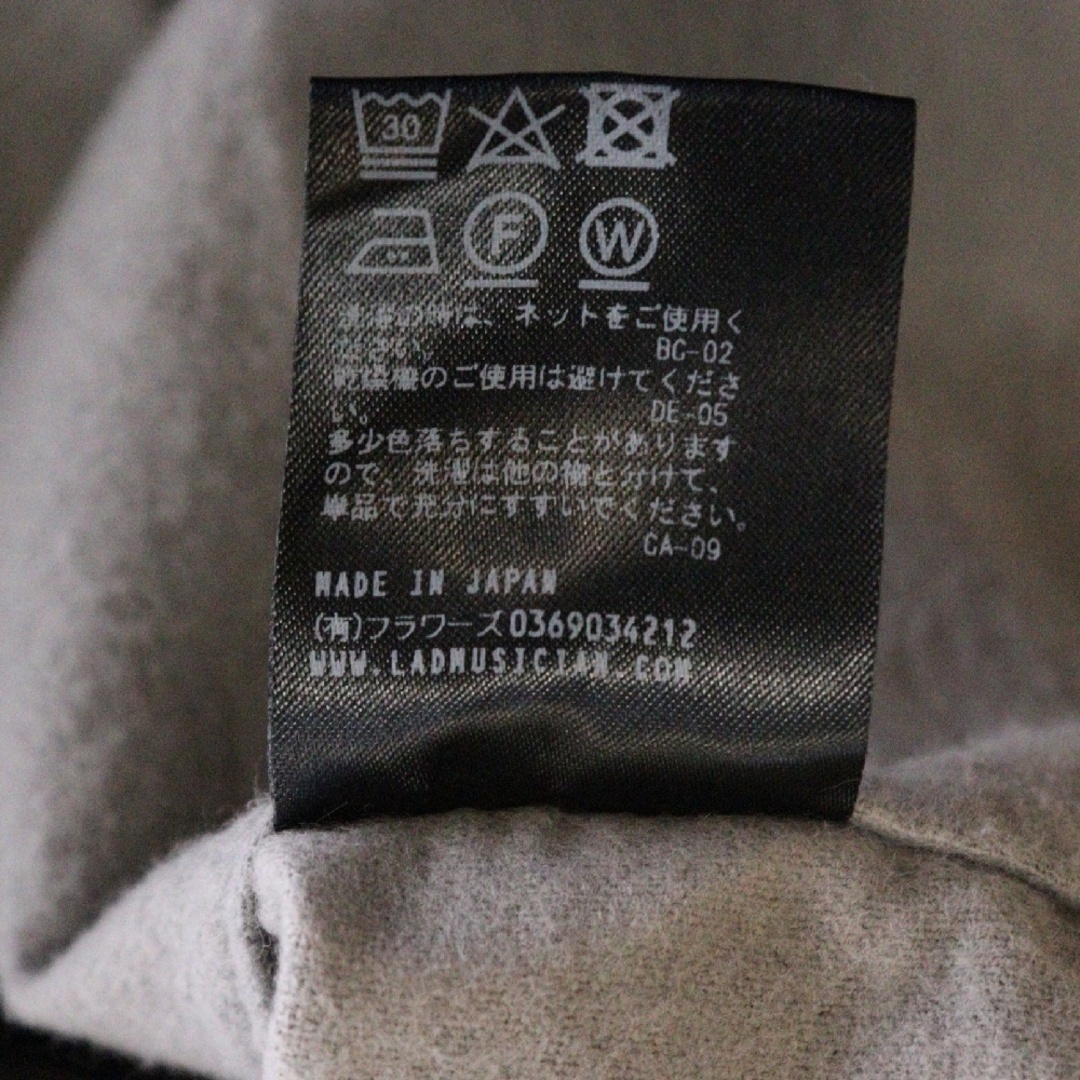 30
F W
洗濯の時は、ネットをご使用く
ださい。 BC-02
乾燥機のご使用は避けてくださ
い。 DE-05
多少色落ちすることがあります
ので、洗濯は他の物と分けて、
単品で充分にすすいでください。
CA-09
MADE IN JAPAN
(有)フラワーズ0369034212
WWW.LADMUSICIAN.COM